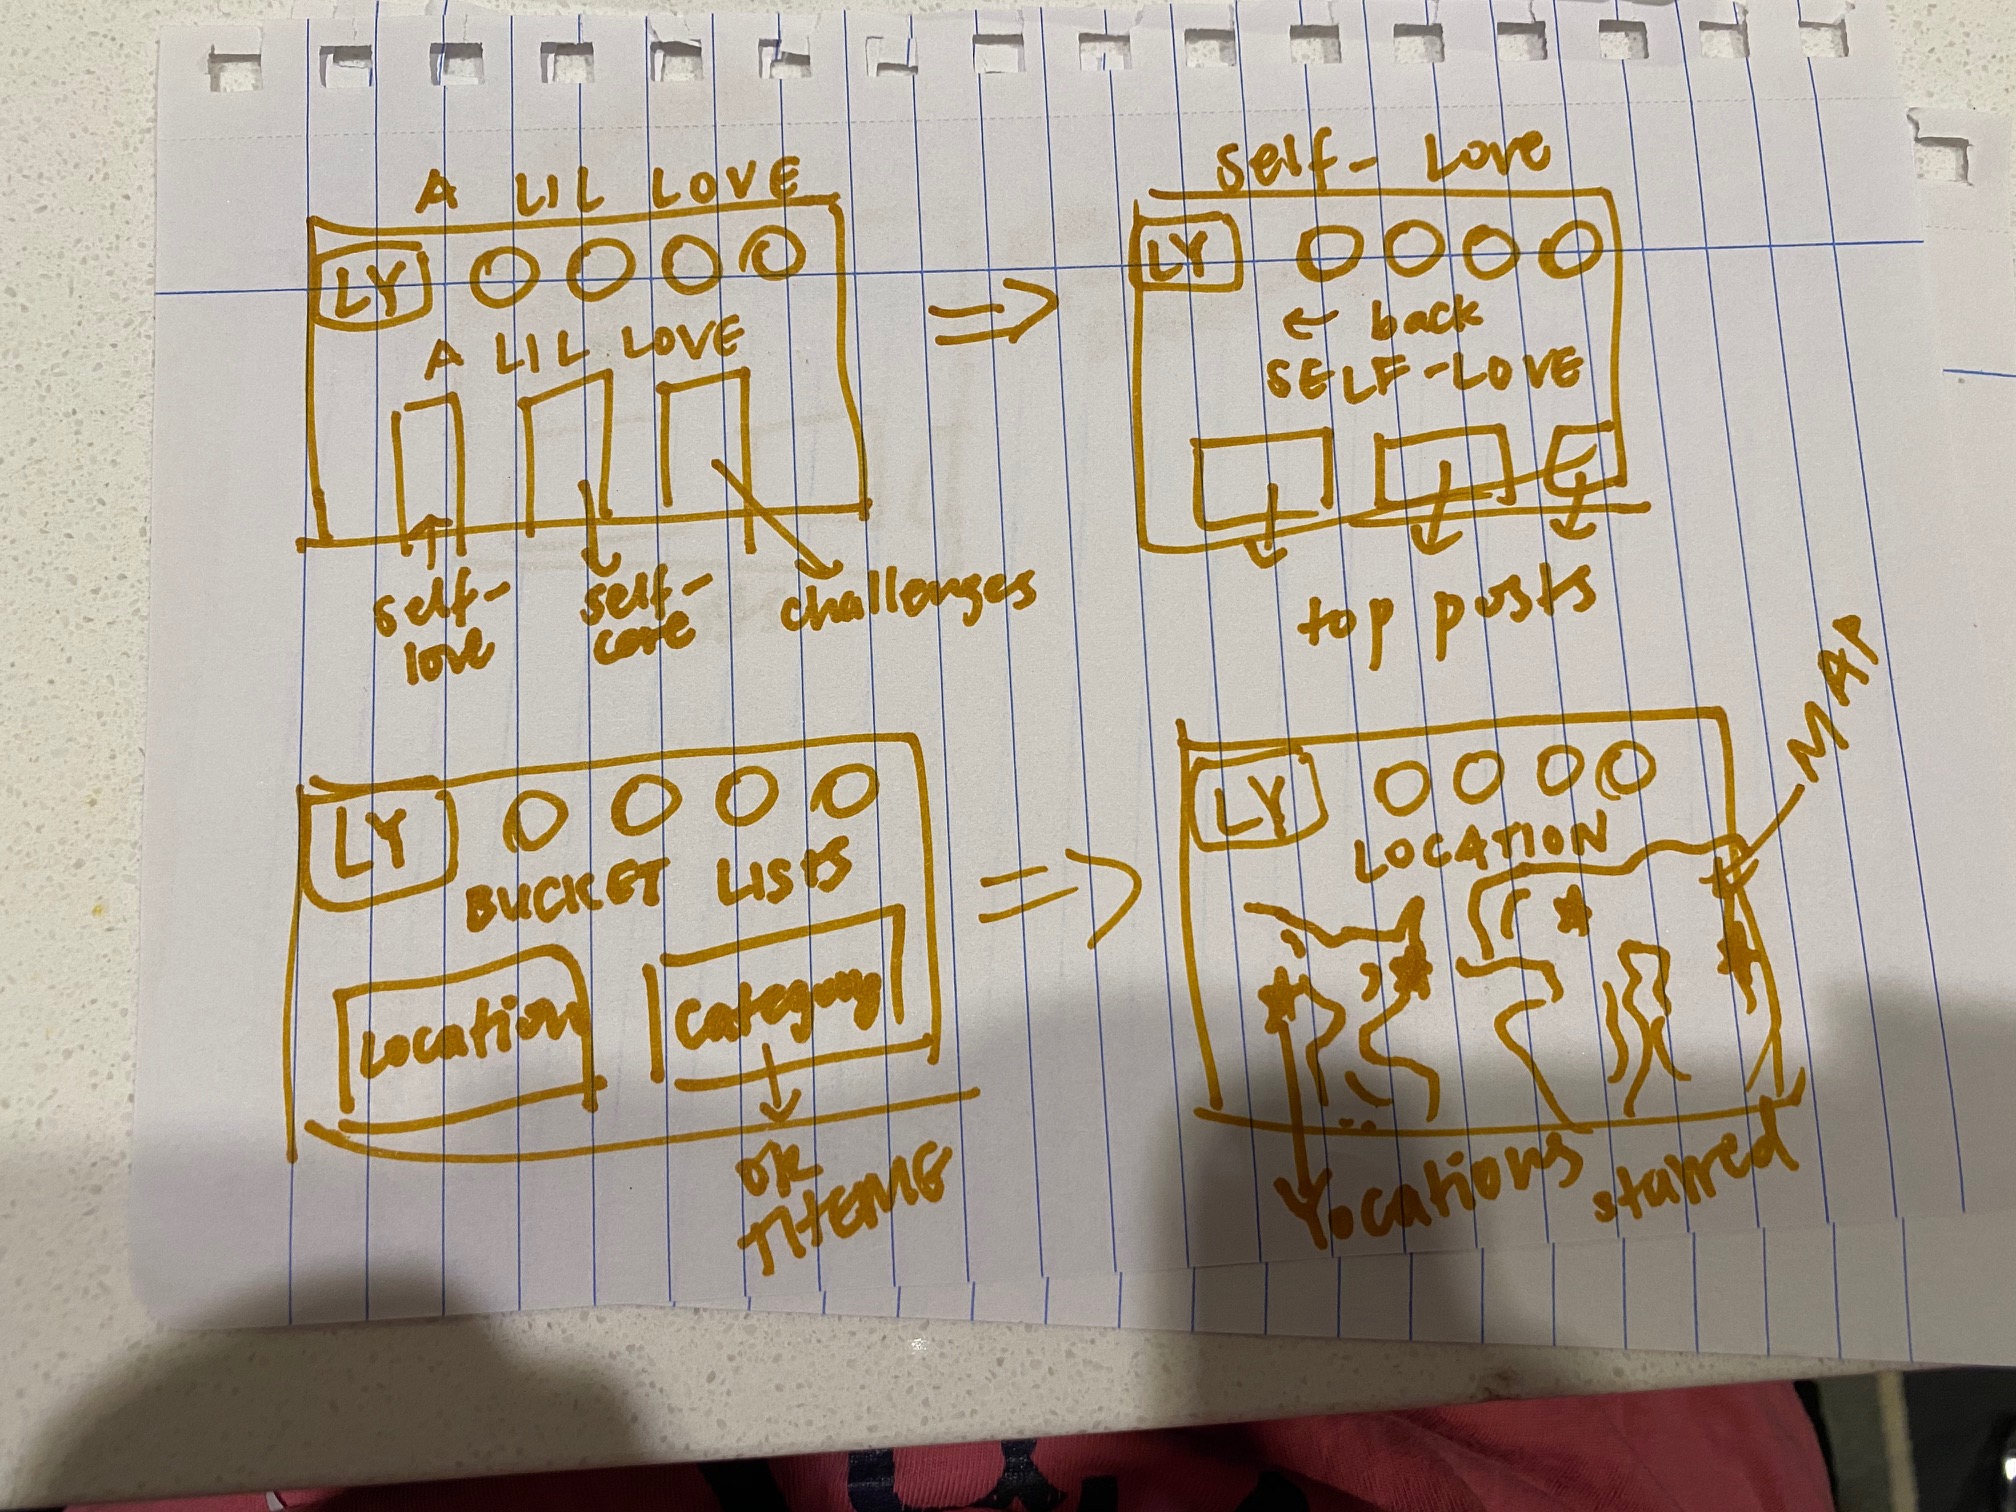 A LIL LOVE
LY
A LIL LOVE
self-
love
self-
care
challenges
Self-Love
LY
← back
SELF-LOVE
top posts
LY
BUCKET LISTS
Location
Category
OR
THEME
LY
LOCATION
MAP
Locations starred